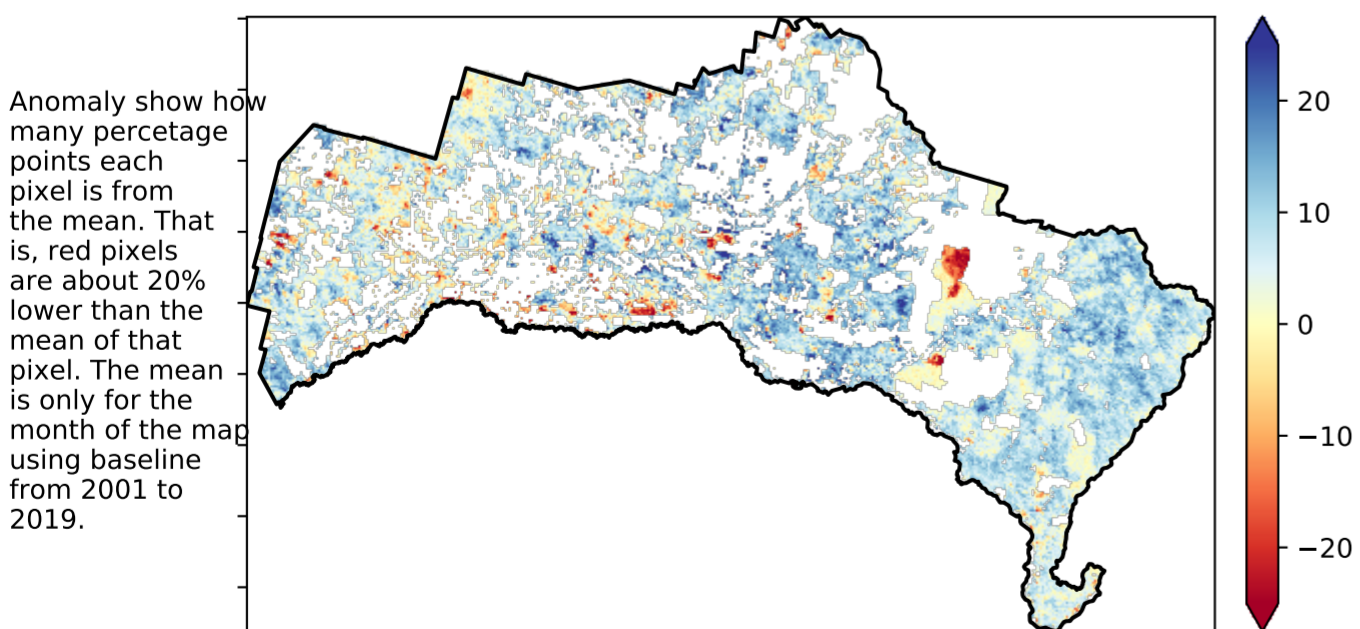 Anomaly show how
many percetage
points each
pixel is from
the mean. That
is, red pixels
are about 20%
lower than the
mean of that
pixel. The mean
is only for the
month of the map
using baseline
from 2001 to
2019.
20
10
0
−10
−20